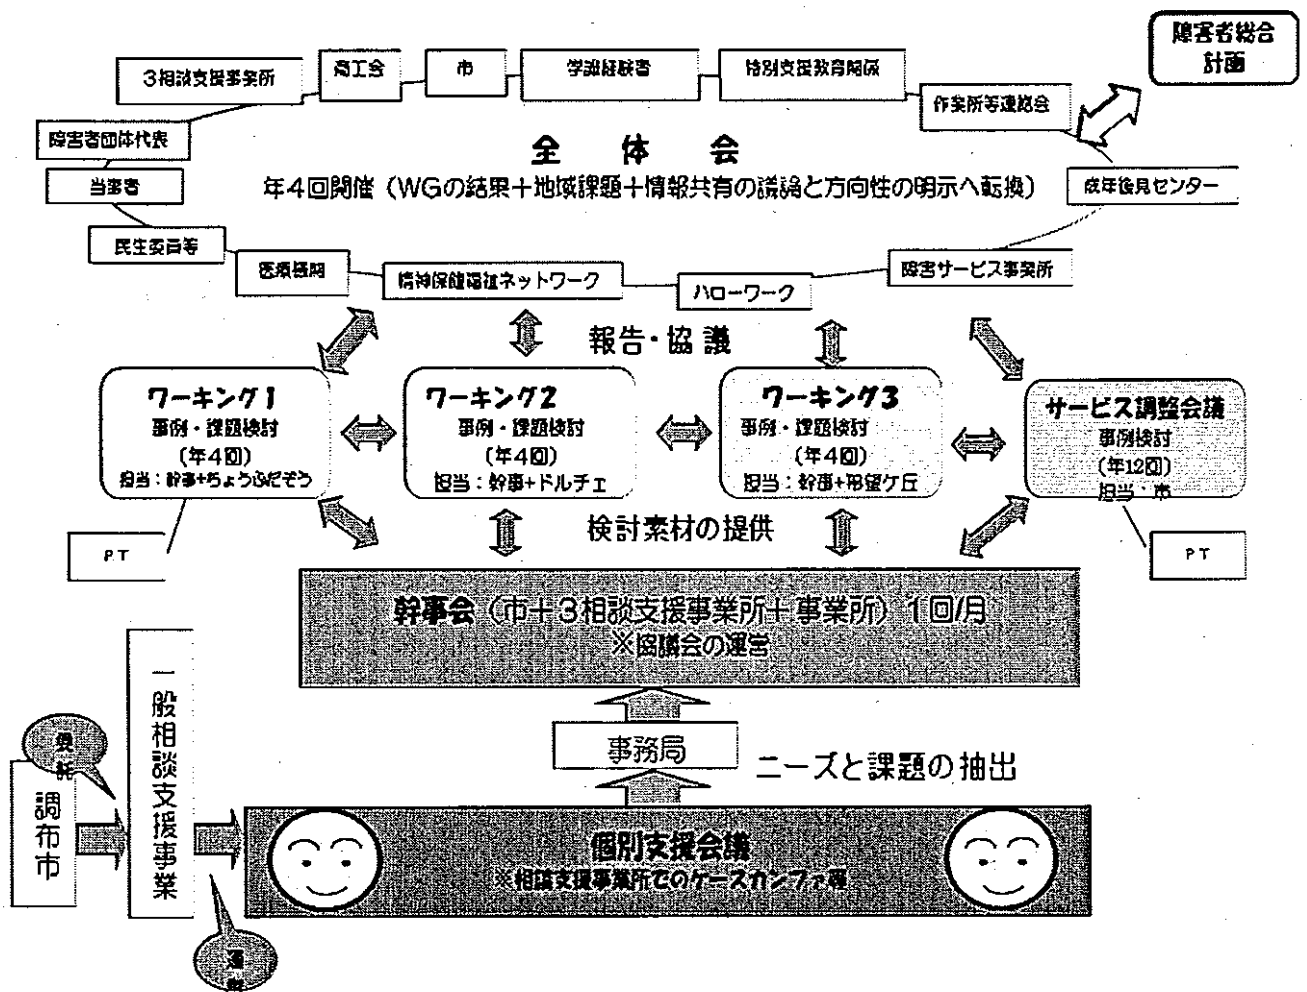 障害者総合
計画
3相談支援事業所
商工会
市
学識経験者
特別支援教育関係
作業所等連絡会
障害者団体代表
当事者
民生委員等
医療機関
精神保健福祉ネットワーク
ハローワーク
障害サービス事業所
成年後見センター
全 体 会
年4回開催(WGの結果+地域課題+情報共有の議論と方向性の明示へ転換)
報告・協議
ワーキング1
事例・課題検討
(年4回)
担当:幹事+ちょうふだぞう
ワーキング2
事例・課題検討
(年4回)
担当:幹事+ドルチェ
ワーキング3
事例・課題検討
(年4回)
担当:幹事+希望ケ丘
サービス調整会議
事例検討
(年12回)
担当:市
PT
PT
検討素材の提供
幹事会(市+3相談支援事業所+事業所)1回/月
※協議会の運営
事務局
ニーズと課題の抽出
個別支援会議
※相談支援事業所でのケースカンファ等
調布市
委託
一般相談支援事業